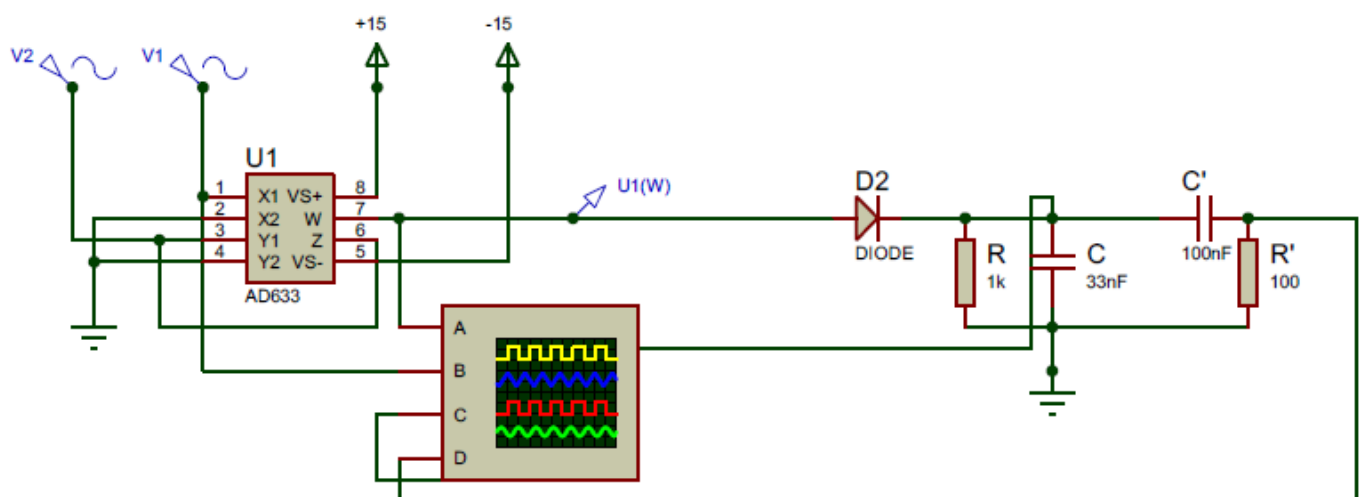 +15
-15
V2
V1
U1
1
2
3
4
X1 VS+
X2 W
Y1 Z
Y2 VS-
8
7
6
5
AD633
U1(W)
D2
DIODE
R
1k
C
33nF
C'
100nF
R'
100
A
B
C
D